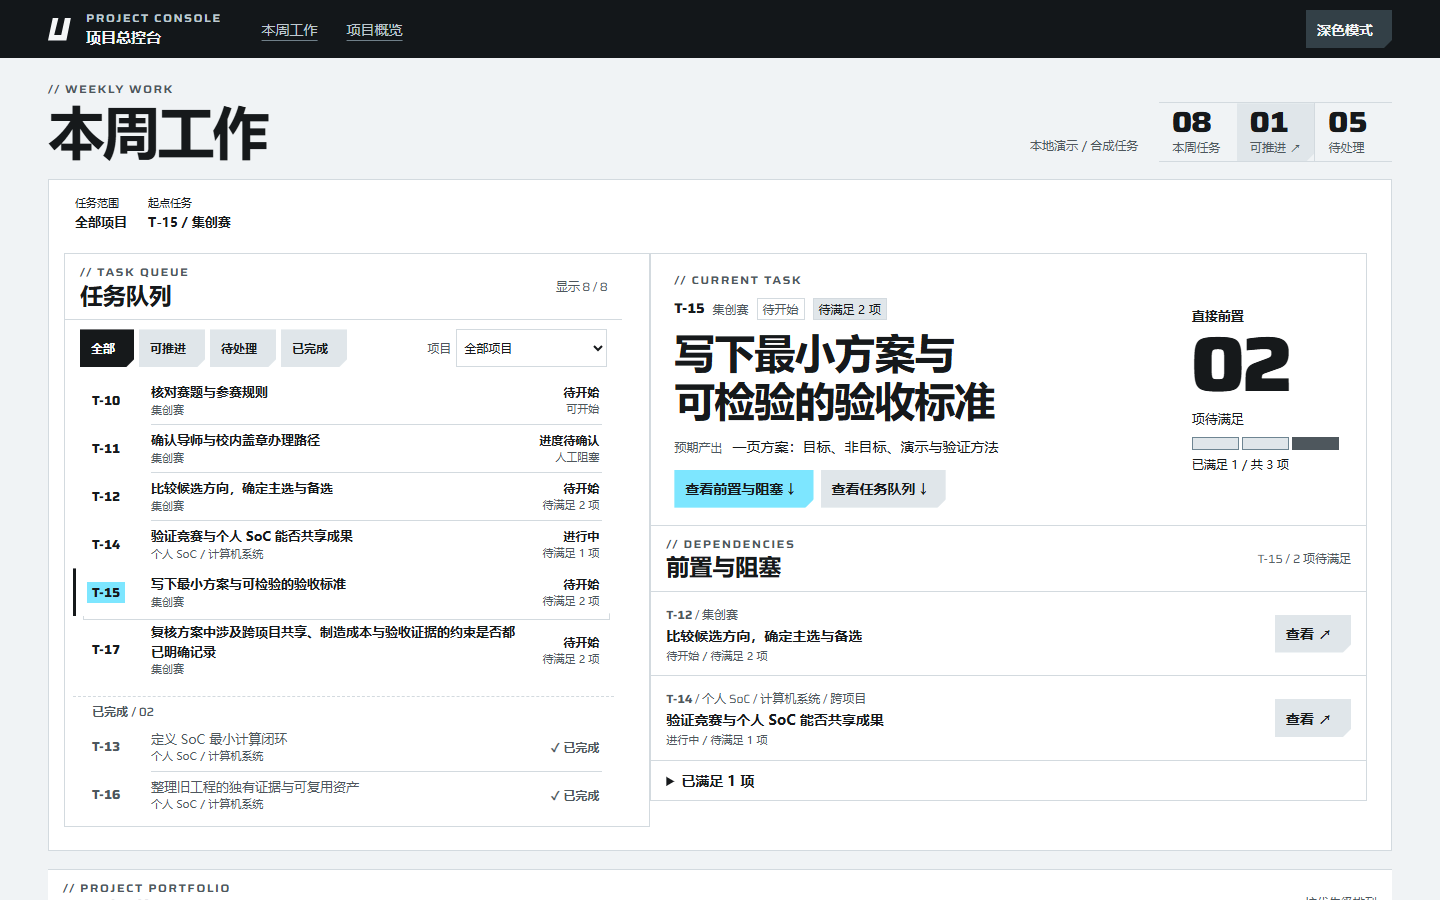 PROJECT CONSOLE
项目总控台
本周工作
项目概览
深色模式
// WEEKLY WORK
本周工作
本地演示 / 合成任务
08
本周任务
01
可推进 ↗
05
待处理
任务范围
全部项目
起点任务
T-15 / 集创赛
// TASK QUEUE
任务队列
显示 8 / 8
全部
可推进
待处理
已完成
项目
全部项目
T-10
核对赛题与参赛规则
集创赛
待开始
可开始
T-11
确认导师与校内盖章办理路径
集创赛
进度待确认
人工阻塞
T-12
比较候选方向，确定主选与备选
集创赛
待开始
待满足 2 项
T-14
验证竞赛与个人 SoC 能否共享成果
个人 SoC / 计算机系统
进行中
待满足 1 项
T-15
写下最小方案与可检验的验收标准
集创赛
待开始
待满足 2 项
T-17
复核方案中涉及跨项目共享、制造成本与验收证据的约束是否都
已明确记录
集创赛
待开始
待满足 2 项
已完成 / 02
T-13
定义 SoC 最小计算闭环
个人 SoC / 计算机系统
✓ 已完成
T-16
整理旧工程的独有证据与可复用资产
个人 SoC / 计算机系统
✓ 已完成
// CURRENT TASK
T-15 集创赛 待开始 待满足 2 项
写下最小方案与
可检验的验收标准
预期产出 一页方案：目标、非目标、演示与验证方法
查看前置与阻塞 ↓
查看任务队列 ↓
直接前置
02
项待满足
已满足 1 / 共 3 项
// DEPENDENCIES
前置与阻塞
T-15 / 2 项待满足
T-12 / 集创赛
比较候选方向，确定主选与备选
待开始 / 待满足 2 项
查看 ↗
T-14 / 个人 SoC / 计算机系统 / 跨项目
验证竞赛与个人 SoC 能否共享成果
进行中 / 待满足 1 项
查看 ↗
▶ 已满足 1 项
// PROJECT PORTFOLIO